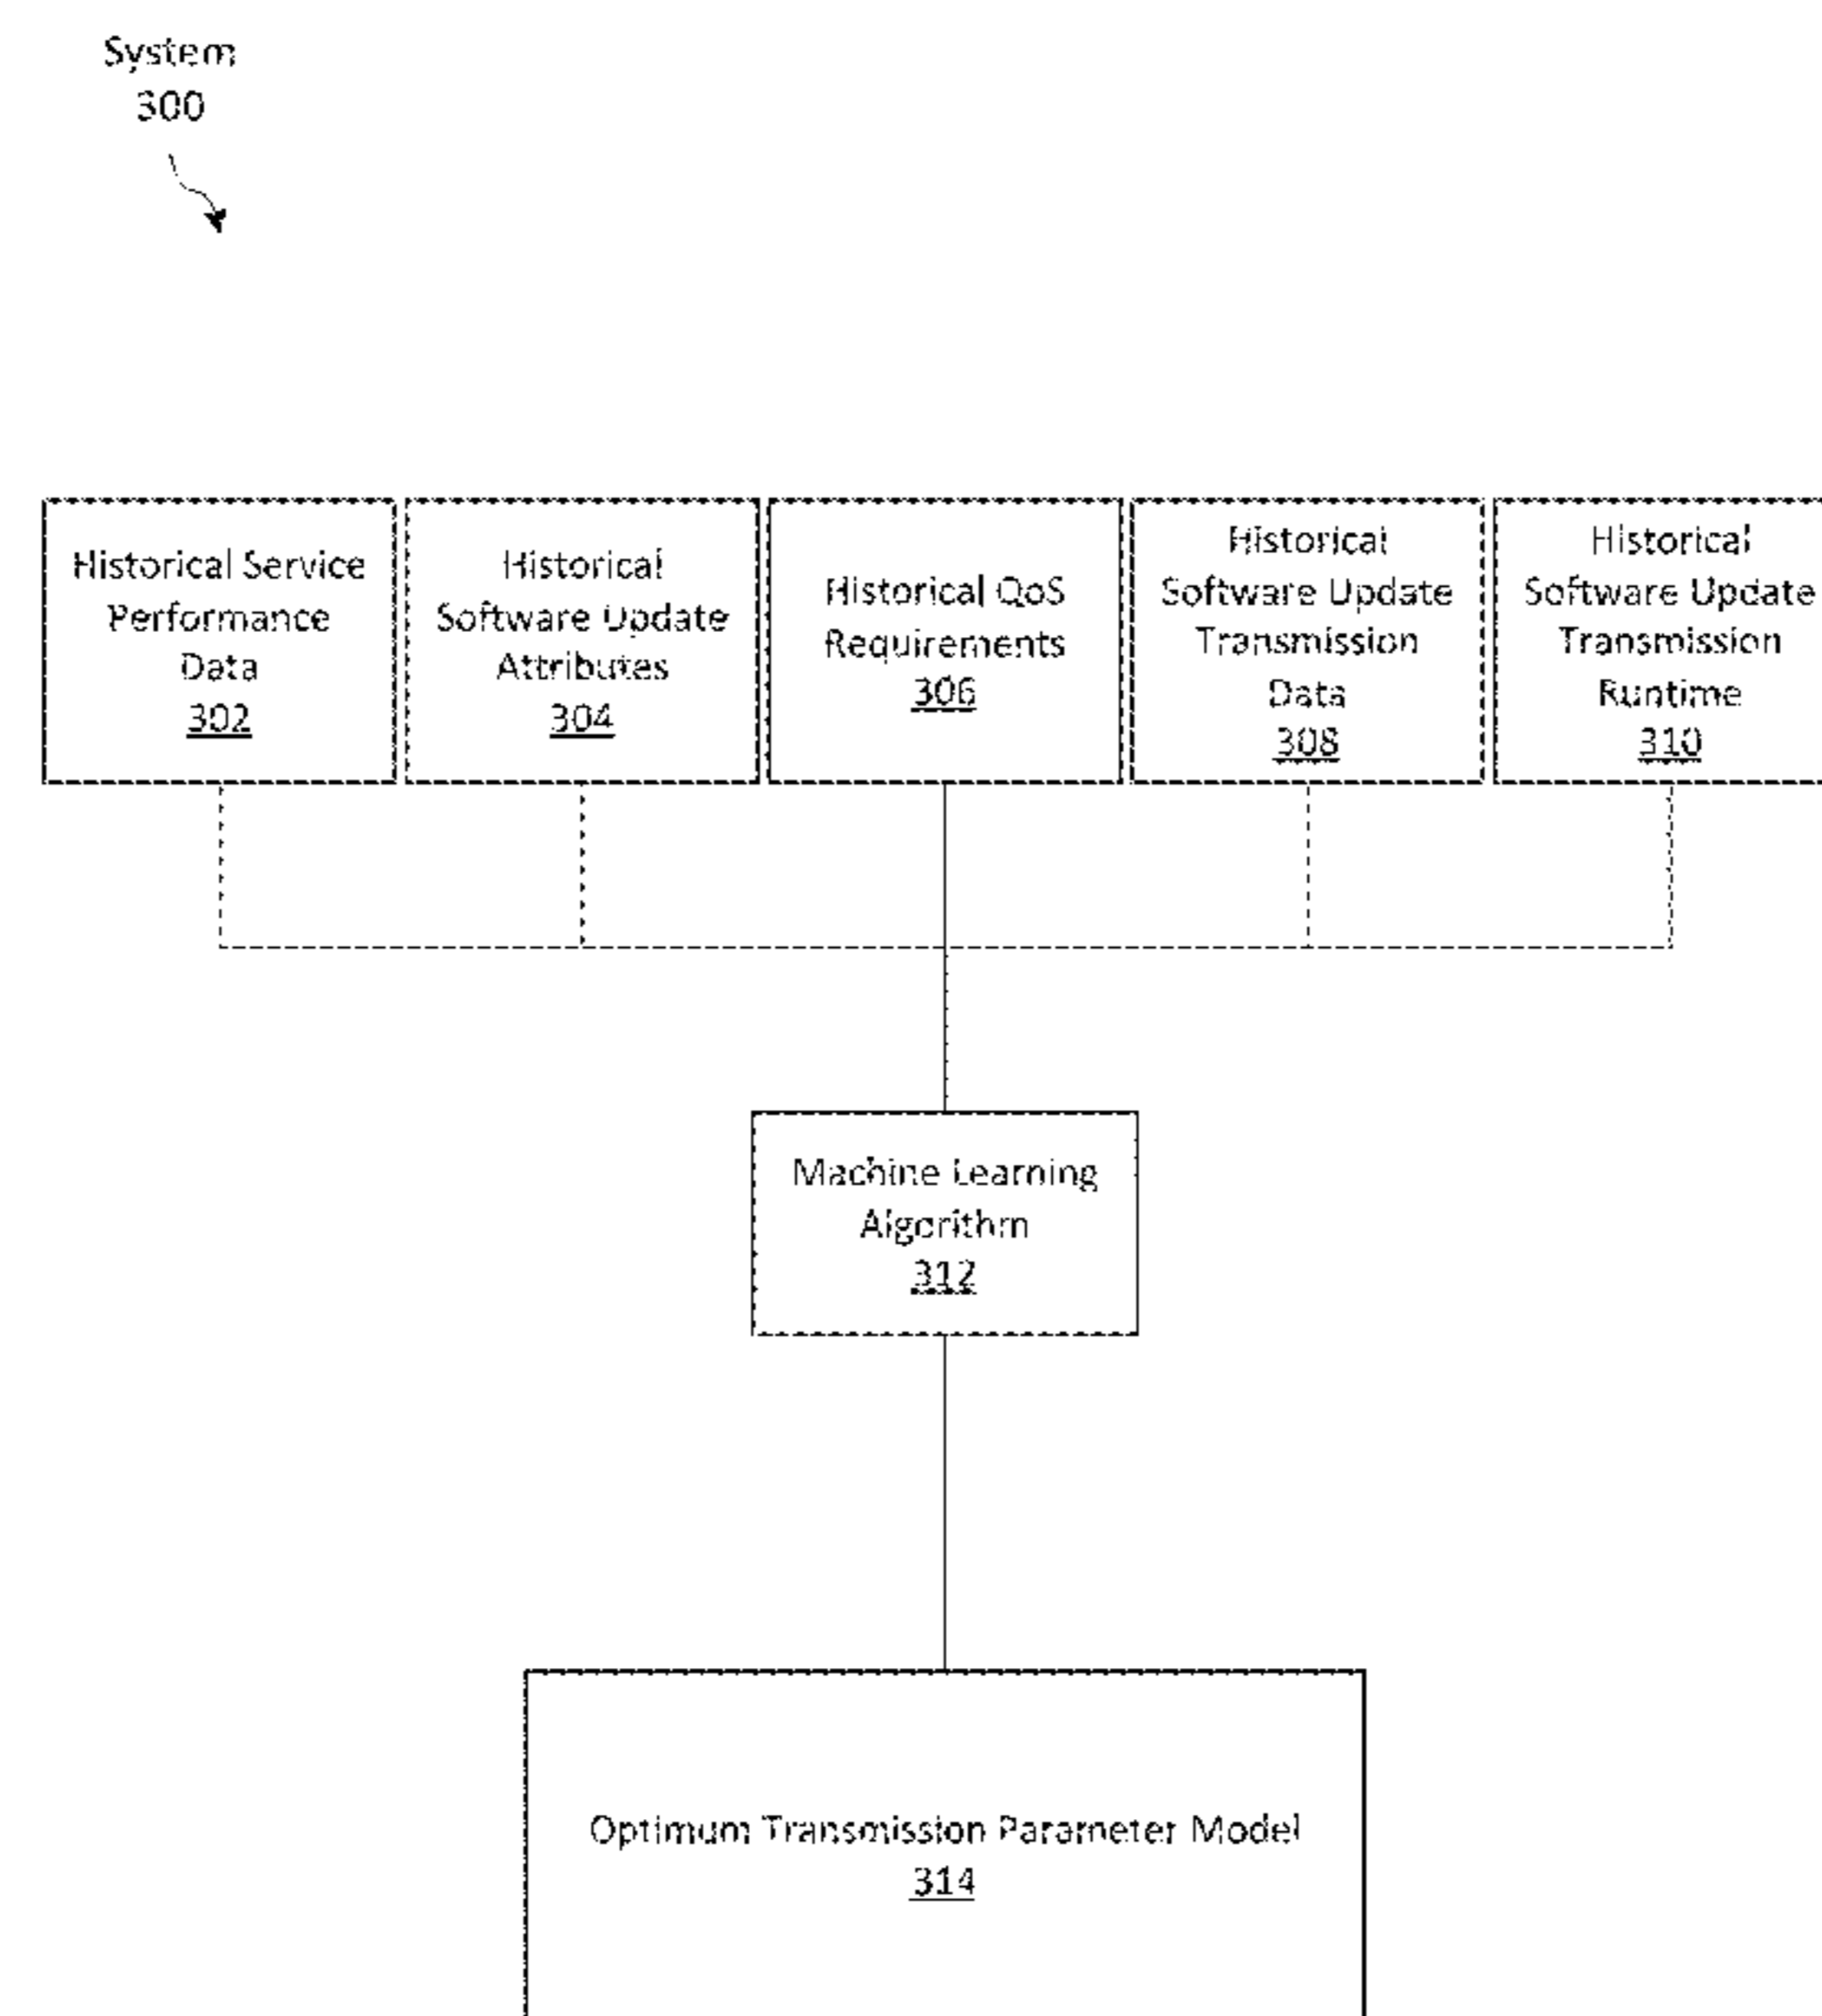 System
300
Historical Service
Performance
Data
302
Historical
Software Update
Attributes
304
Historical QoS
Requirements
306
Historical
Software Update
Transmission
Data
308
Historical
Software Update
Transmission
Runtime
310
Machine Learning
Algorithm
312
Optimum Transmission Parameter Model
314